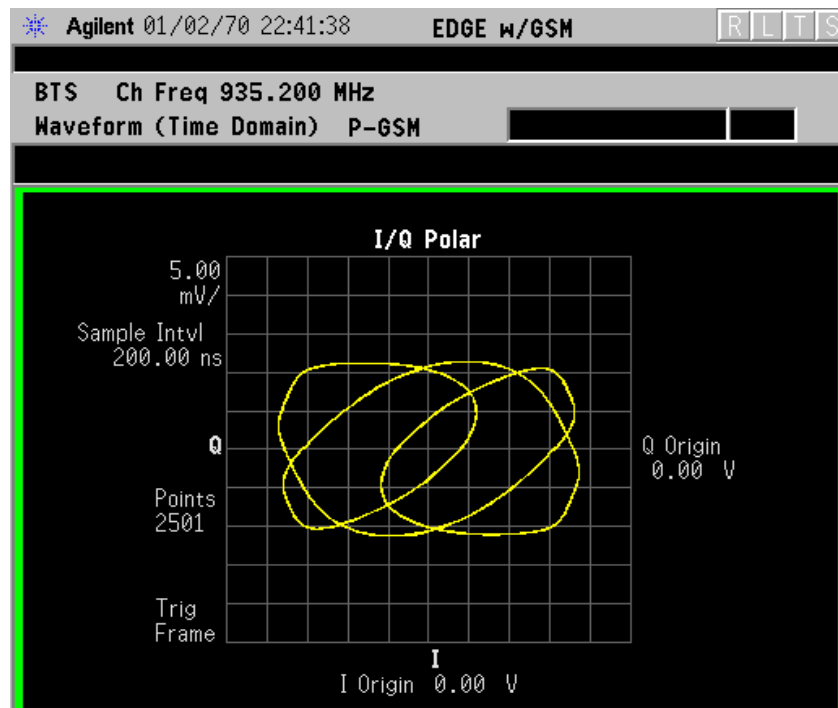 Agilent 01/02/70 22:41:38 EDGE w/GSM R L T S
BTS Ch Freq 935.200 MHz
Waveform (Time Domain) P-GSM
I/Q Polar
5.00
mV/
Sample Intvl
200.00 ns
Q
Q Origin
0.00 V
Points
2501
Trig
Frame
I
I Origin 0.00 V